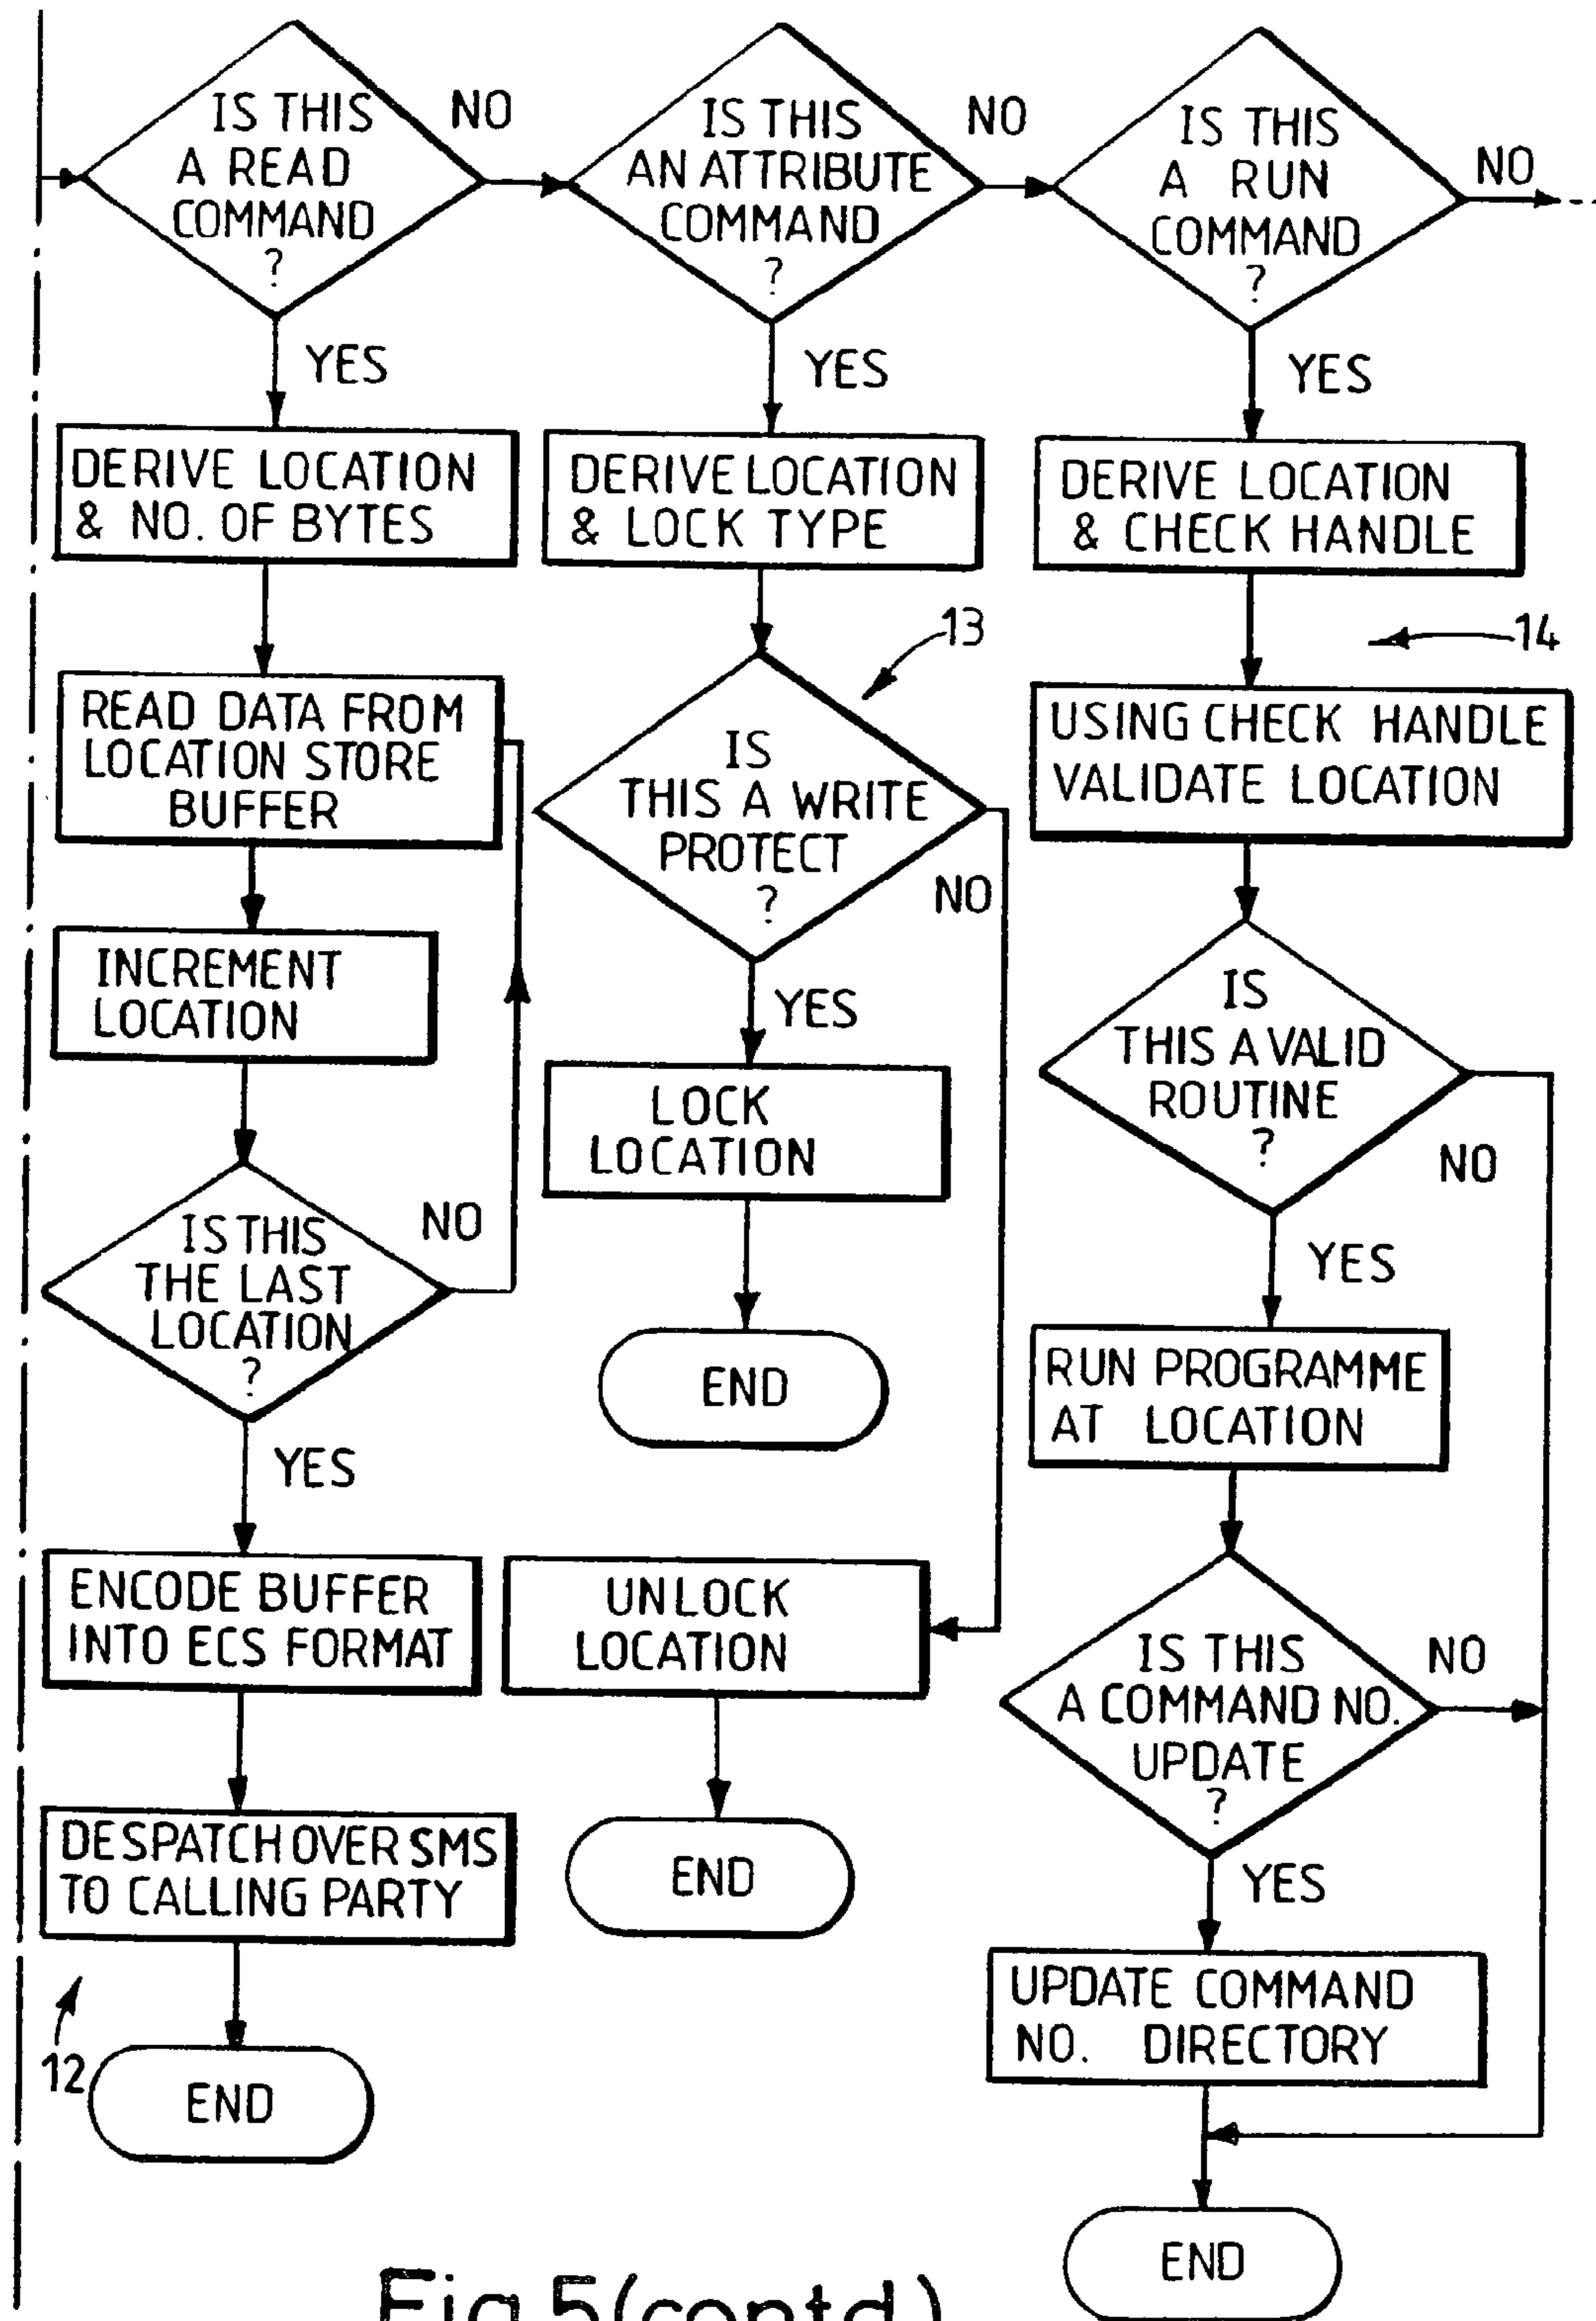 IS THIS
A READ
COMMAND
?
NO
YES
DERIVE LOCATION
& NO. OF BYTES
READ DATA FROM
LOCATION STORE
BUFFER
INCREMENT
LOCATION
IS THIS
THE LAST
LOCATION
?
NO
YES
ENCODE BUFFER
INTO ECS FORMAT
DESPATCH OVER SMS
TO CALLING PARTY
12
END
IS THIS
AN ATTRIBUTE
COMMAND
?
NO
YES
DERIVE LOCATION
& LOCK TYPE
13
IS
THIS A WRITE
PROTECT
?
NO
YES
LOCK
LOCATION
END
UNLOCK
LOCATION
END
IS THIS
A RUN
COMMAND
?
NO
YES
DERIVE LOCATION
& CHECK HANDLE
14
USING CHECK HANDLE
VALIDATE LOCATION
IS
THIS A VALID
ROUTINE
?
NO
YES
RUN PROGRAMME
AT LOCATION
IS THIS
A COMMAND NO.
UPDATE
?
NO
YES
UPDATE COMMAND
NO. DIRECTORY
END
Fig.5(contd.)